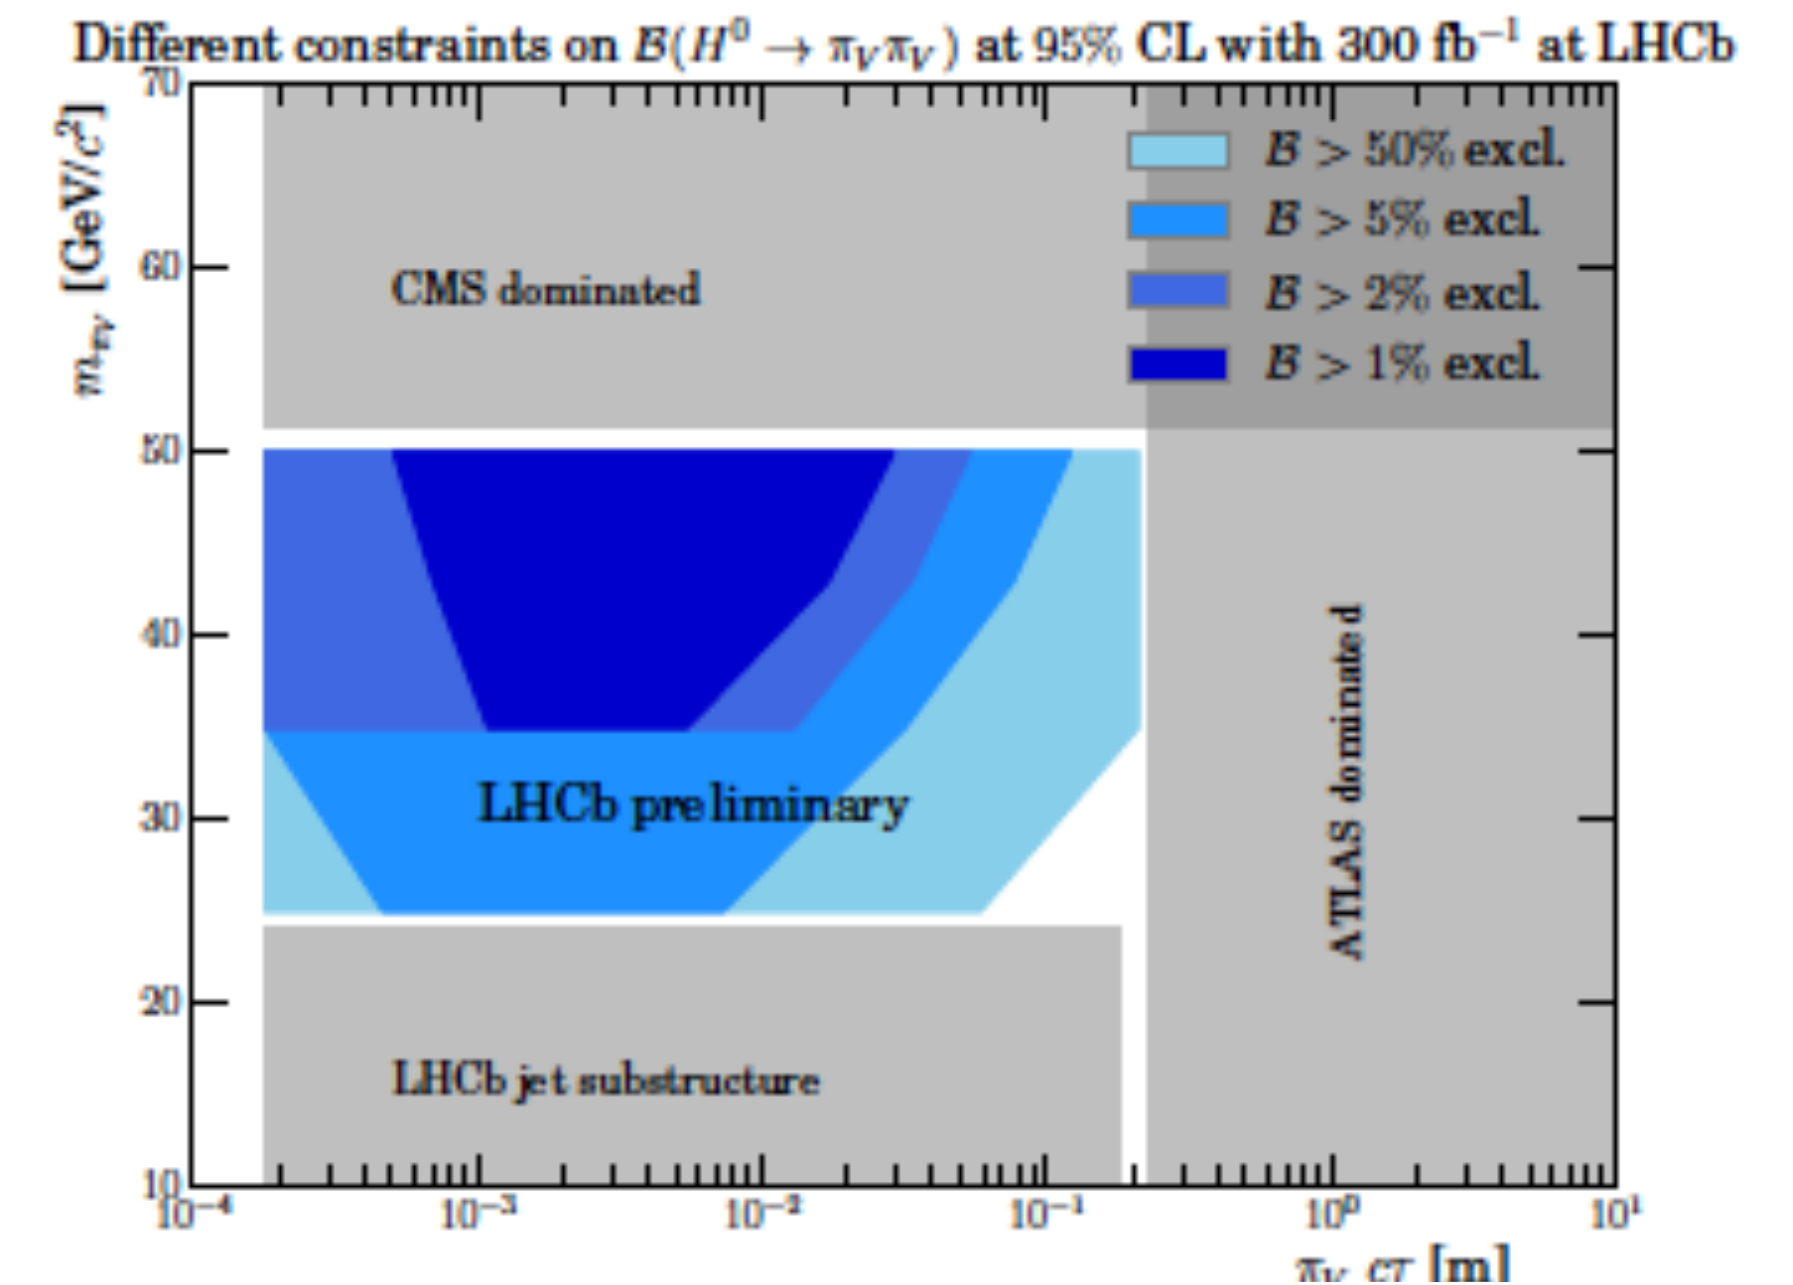 Different constraints on ℬ(H⁰ → π_V π_V) at 95% CL with 300 fb⁻¹ at LHCb
m_{π_V} [GeV/c²]
70
60
50
40
30
20
10
ℬ > 50% excl.
ℬ > 5% excl.
ℬ > 2% excl.
ℬ > 1% excl.
CMS dominated
LHCb preliminary
ATLAS dominated
LHCb jet substructure
10⁻⁴ 10⁻³ 10⁻² 10⁻¹ 10⁰ 10¹
π_V cτ [m]